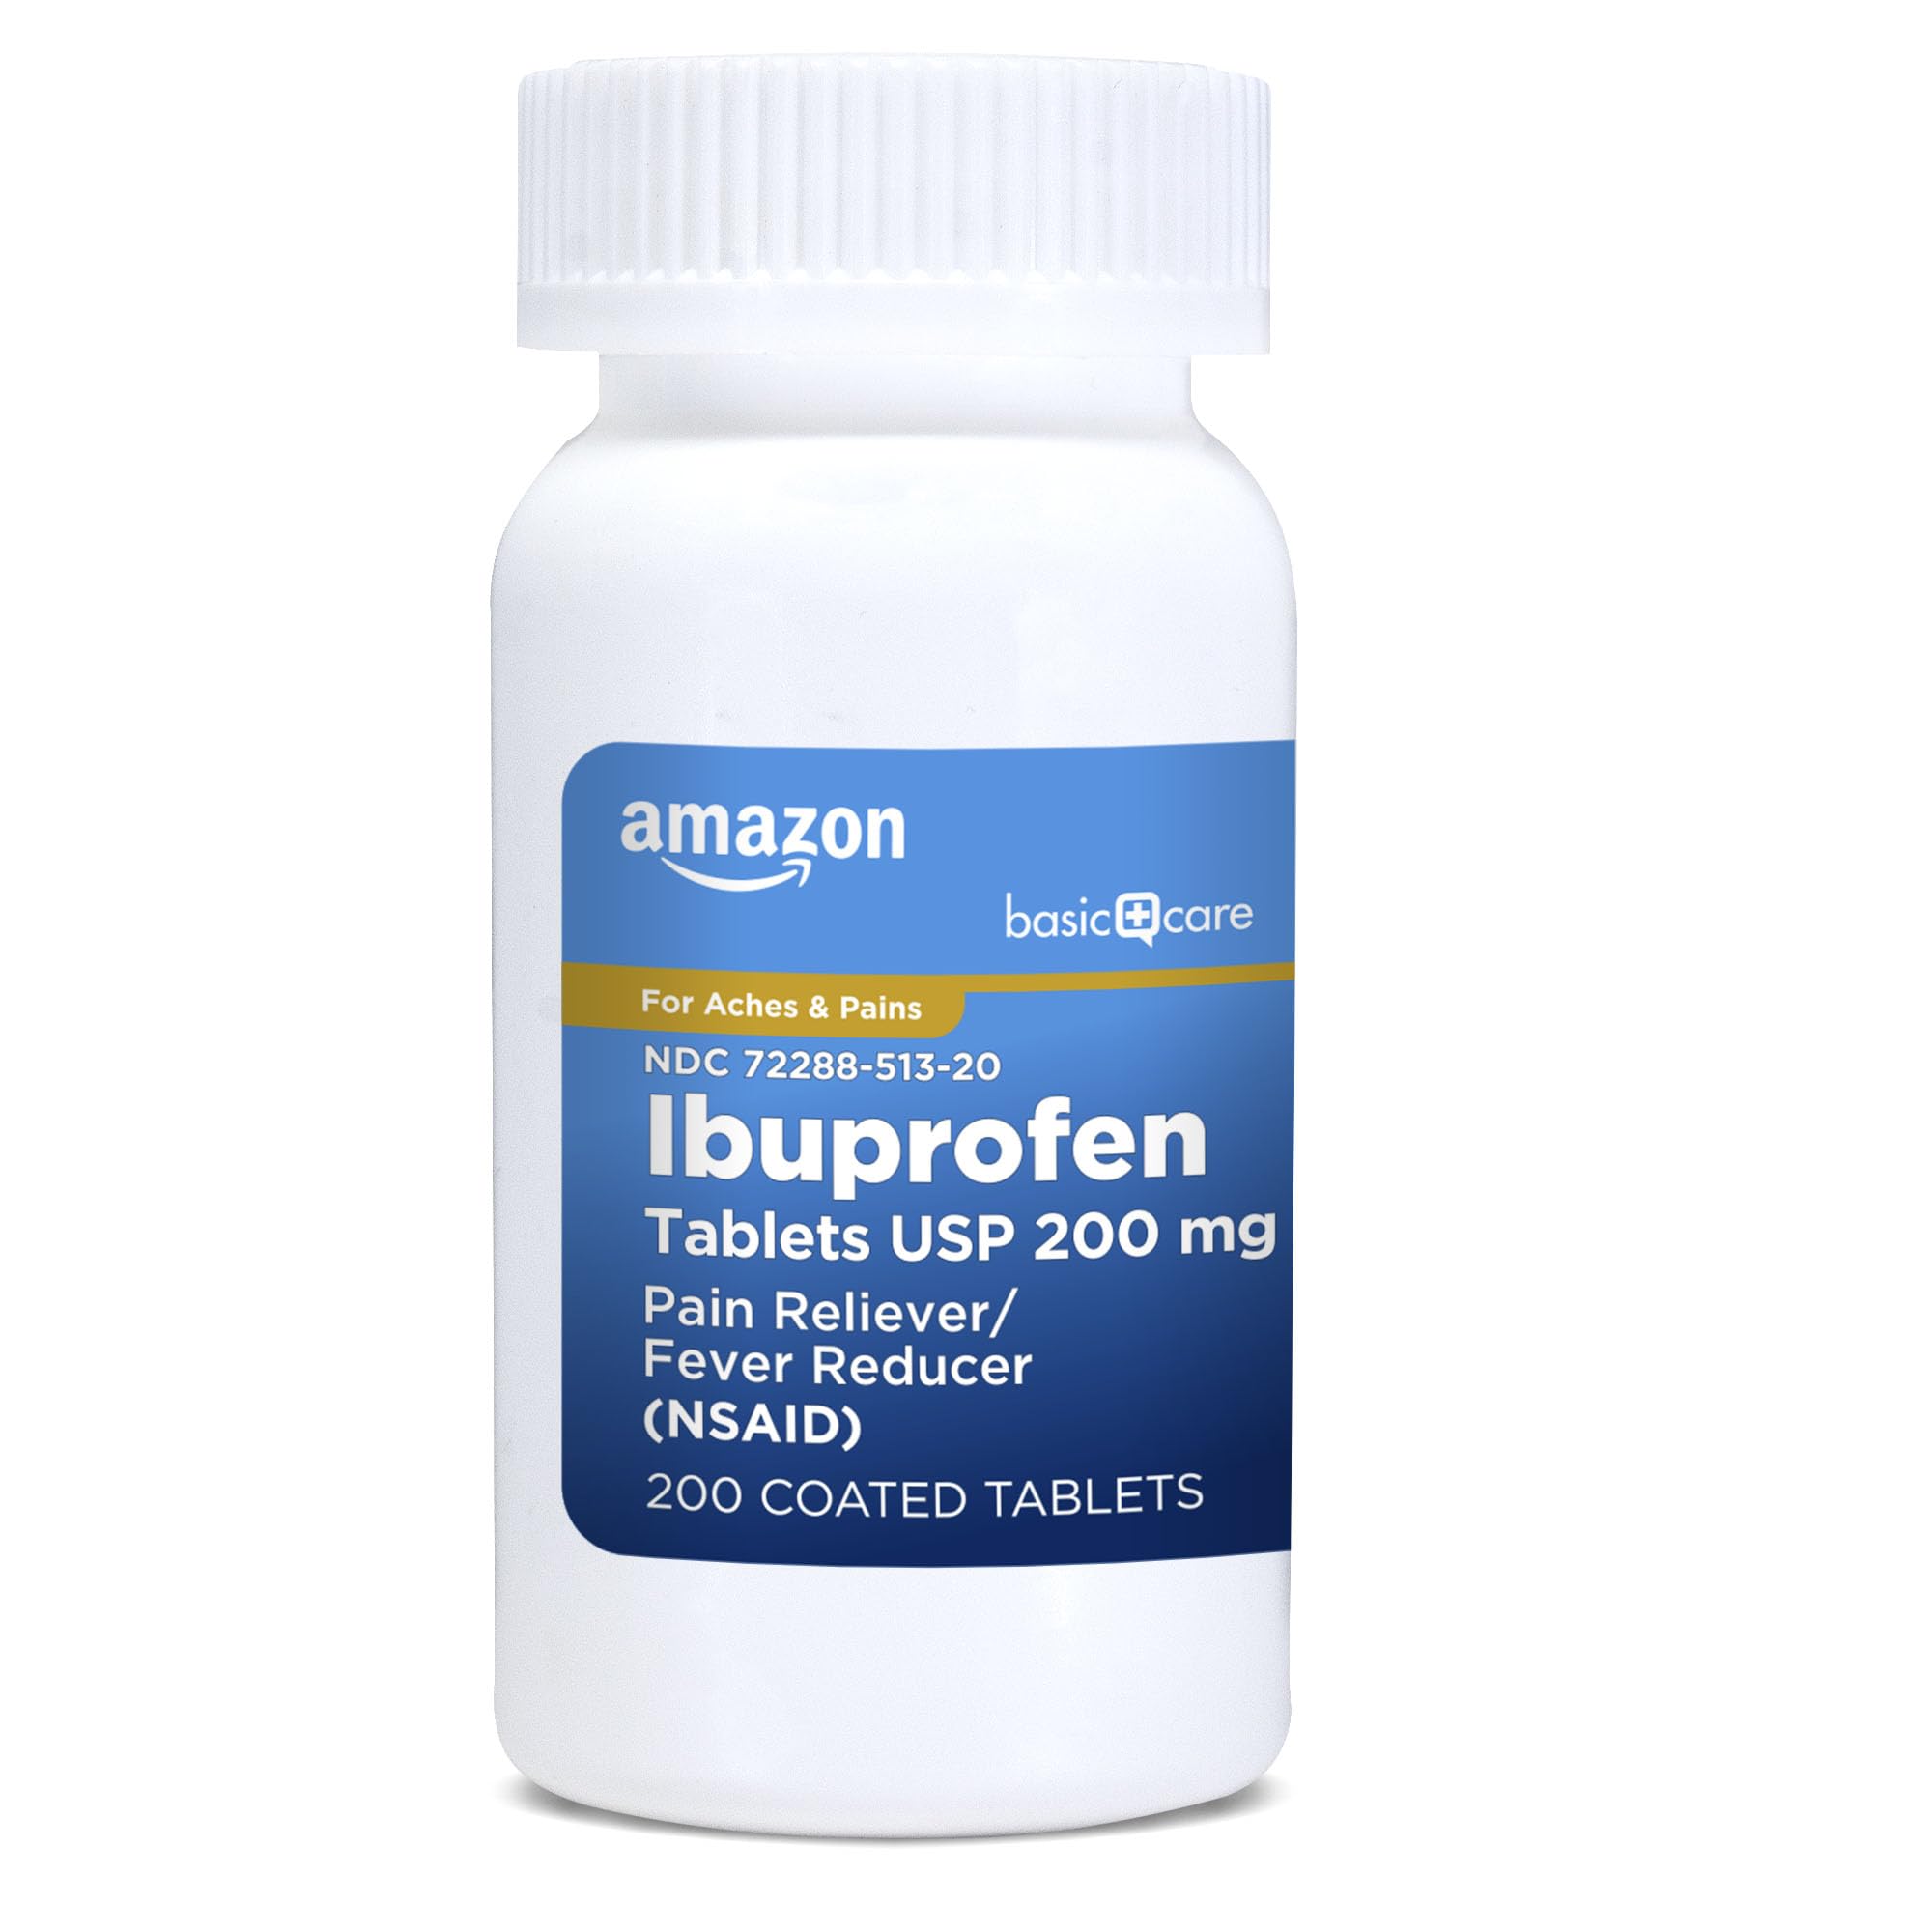 amazon
basic care
For Aches & Pains
NDC 72288-513-20
Ibuprofen
Tablets USP 200 mg
Pain Reliever/
Fever Reducer
(NSAID)
200 COATED TABLETS